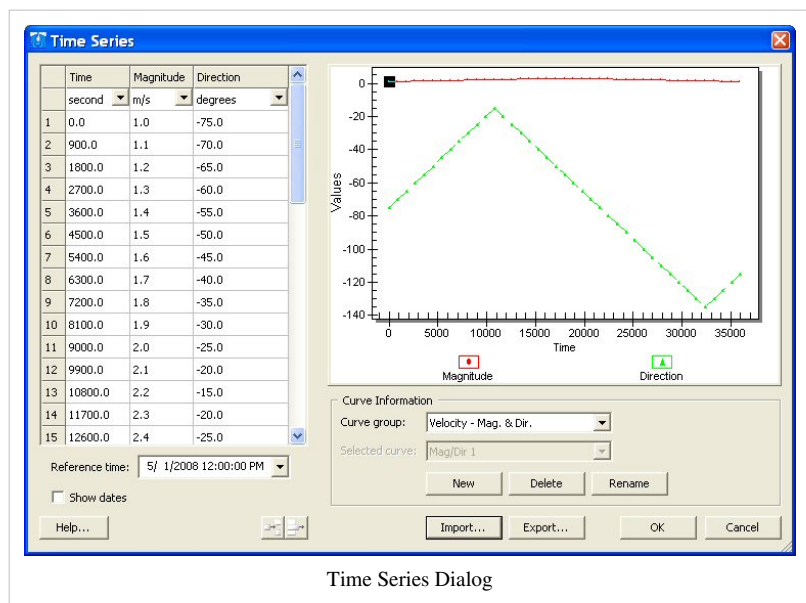 Time Series
Time Magnitude Direction
second m/s degrees
1 0.0 1.0 -75.0
2 900.0 1.1 -70.0
3 1800.0 1.2 -65.0
4 2700.0 1.3 -60.0
5 3600.0 1.4 -55.0
6 4500.0 1.5 -50.0
7 5400.0 1.6 -45.0
8 6300.0 1.7 -40.0
9 7200.0 1.8 -35.0
10 8100.0 1.9 -30.0
11 9000.0 2.0 -25.0
12 9900.0 2.1 -20.0
13 10800.0 2.2 -15.0
14 11700.0 2.3 -20.0
15 12600.0 2.4 -25.0
Reference time: 5/ 1/2008 12:00:00 PM
Show dates
Help...
Values
0
-20
-40
-60
-80
-100
-120
-140
0 5000 10000 15000 20000 25000 30000 35000
Time
Magnitude Direction
Curve Information
Curve group: Velocity - Mag. & Dir.
Selected curve: Mag/Dir 1
New Delete Rename
Import... Export... OK Cancel
Time Series Dialog